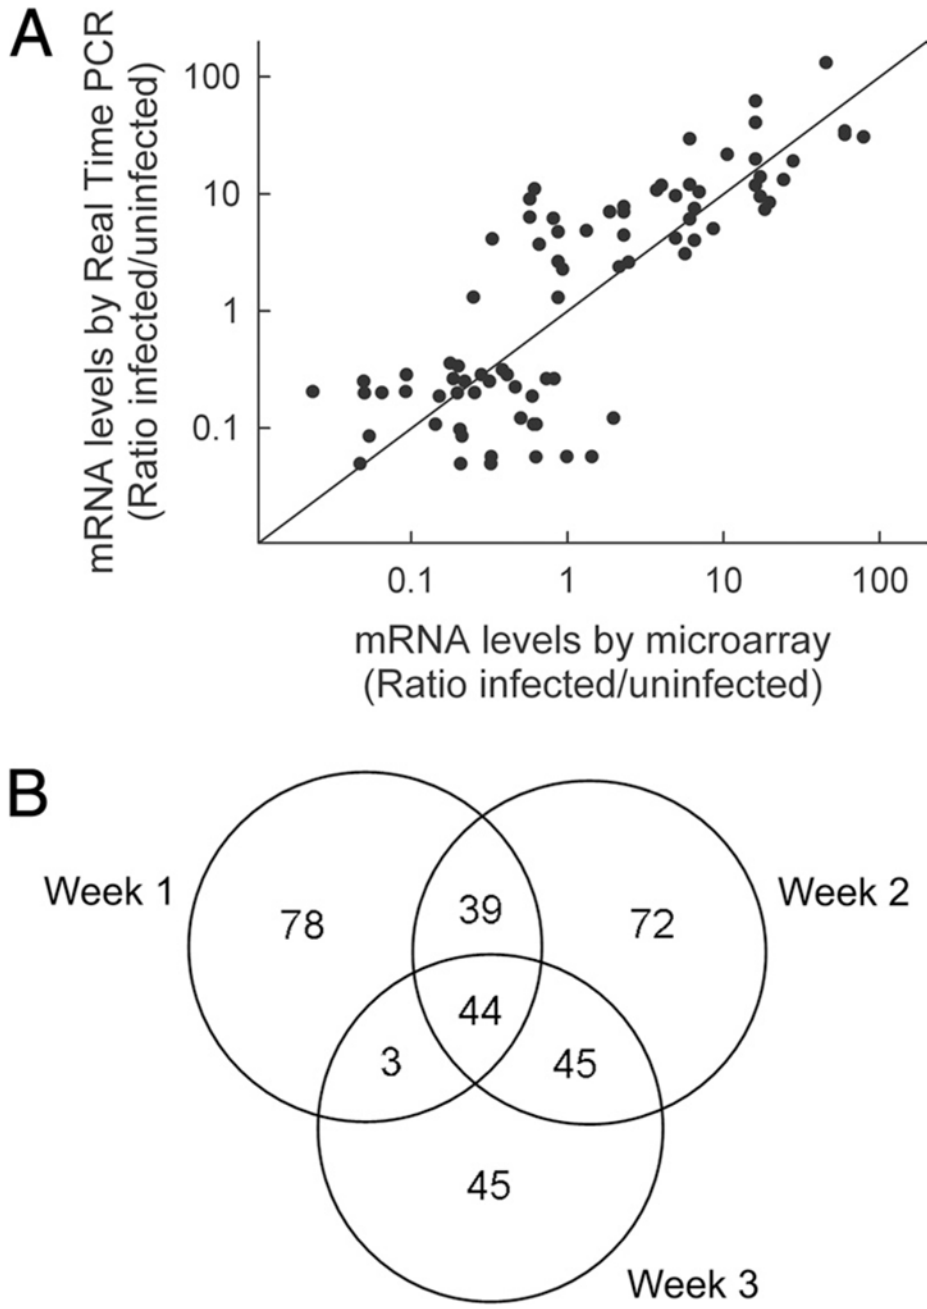 A
mRNA levels by Real Time PCR
(Ratio infected/uninfected)
100
10
1
0.1
0.1 1 10 100
mRNA levels by microarray
(Ratio infected/uninfected)
B
Week 1
78
39
72
Week 2
44
3
45
45
Week 3